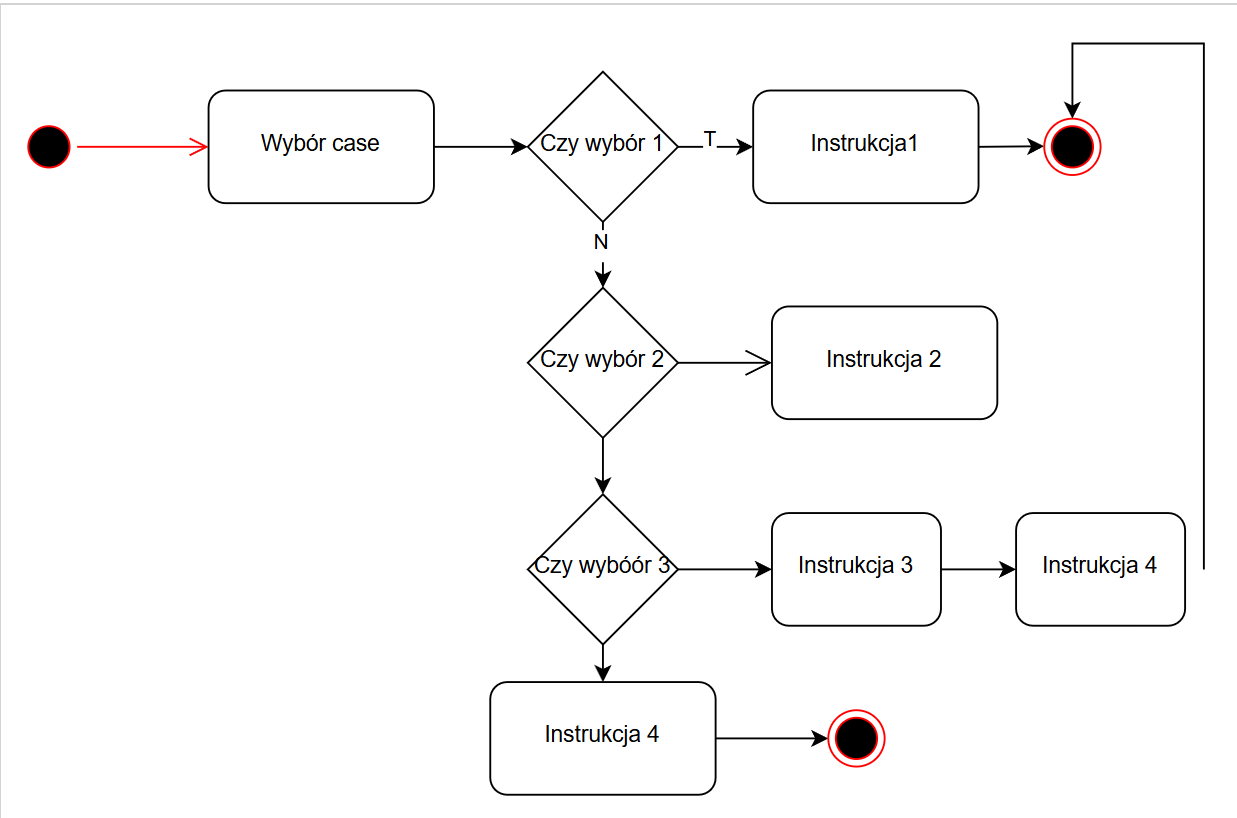 Wybór case
Czy wybór 1
T
Instrukcja1
N
Czy wybór 2
Instrukcja 2
Czy wybóór 3
Instrukcja 3
Instrukcja 4
Instrukcja 4